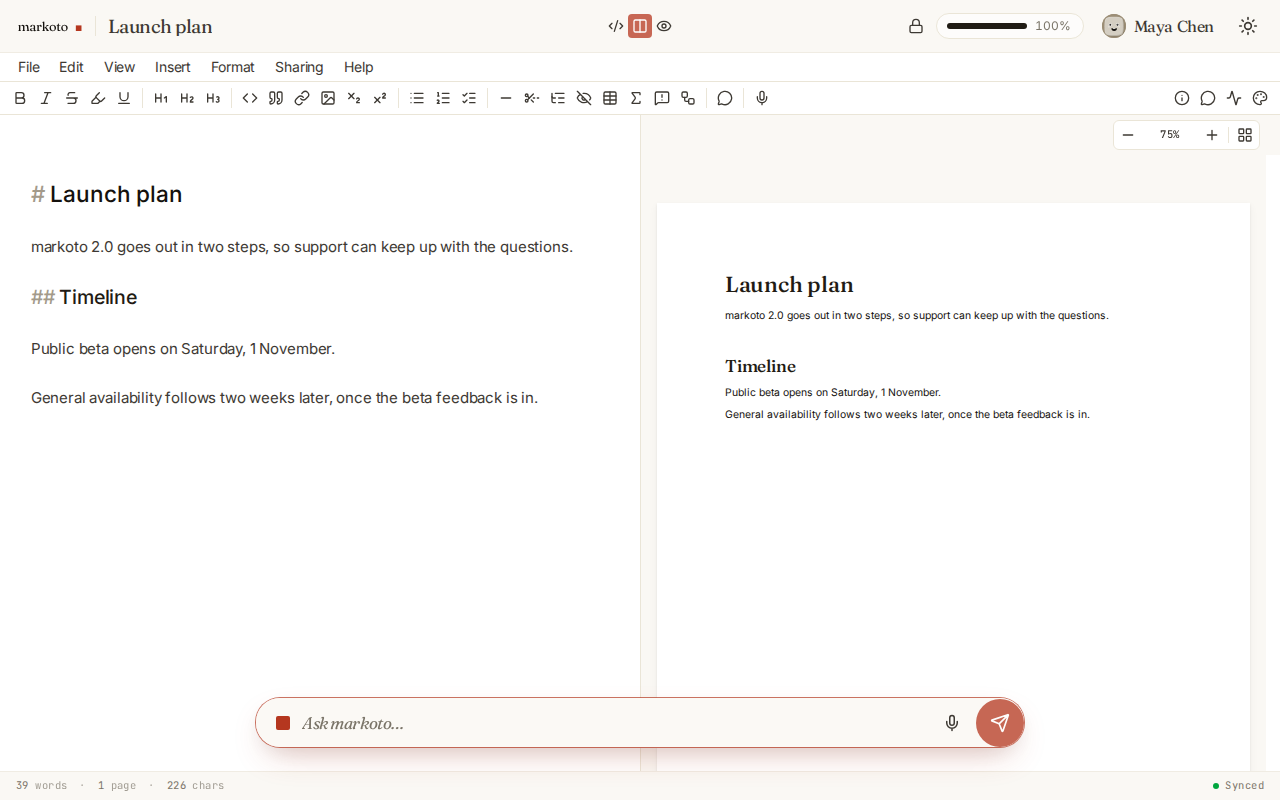 markoto
Launch plan
100%
Maya Chen
File Edit View Insert Format Sharing Help
H1 H2 H3
75%
# Launch plan
markoto 2.0 goes out in two steps, so support can keep up with the questions.
## Timeline
Public beta opens on Saturday, 1 November.
General availability follows two weeks later, once the beta feedback is in.
Launch plan
markoto 2.0 goes out in two steps, so support can keep up with the questions.
Timeline
Public beta opens on Saturday, 1 November.
General availability follows two weeks later, once the beta feedback is in.
Ask markoto...
39 words · 1 page · 226 chars
Synced